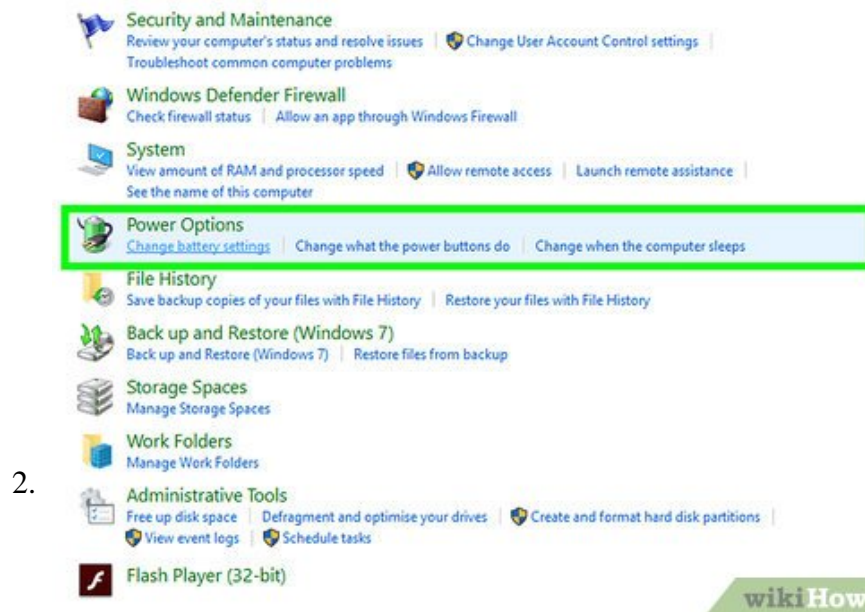 Security and Maintenance
Review your computer's status and resolve issues Change User Account Control settings
Troubleshoot common computer problems
Windows Defender Firewall
Check firewall status Allow an app through Windows Firewall
System
View amount of RAM and processor speed Allow remote access Launch remote assistance
See the name of this computer
Power Options
Change battery settings Change what the power buttons do Change when the computer sleeps
File History
Save backup copies of your files with File History Restore your files with File History
Back up and Restore (Windows 7)
Back up and Restore (Windows 7) Restore files from backup
Storage Spaces
Manage Storage Spaces
Work Folders
Manage Work Folders
2.
Administrative Tools
Free up disk space Defragment and optimise your drives Create and format hard disk partitions
View event logs Schedule tasks
Flash Player (32-bit)
wikiHow